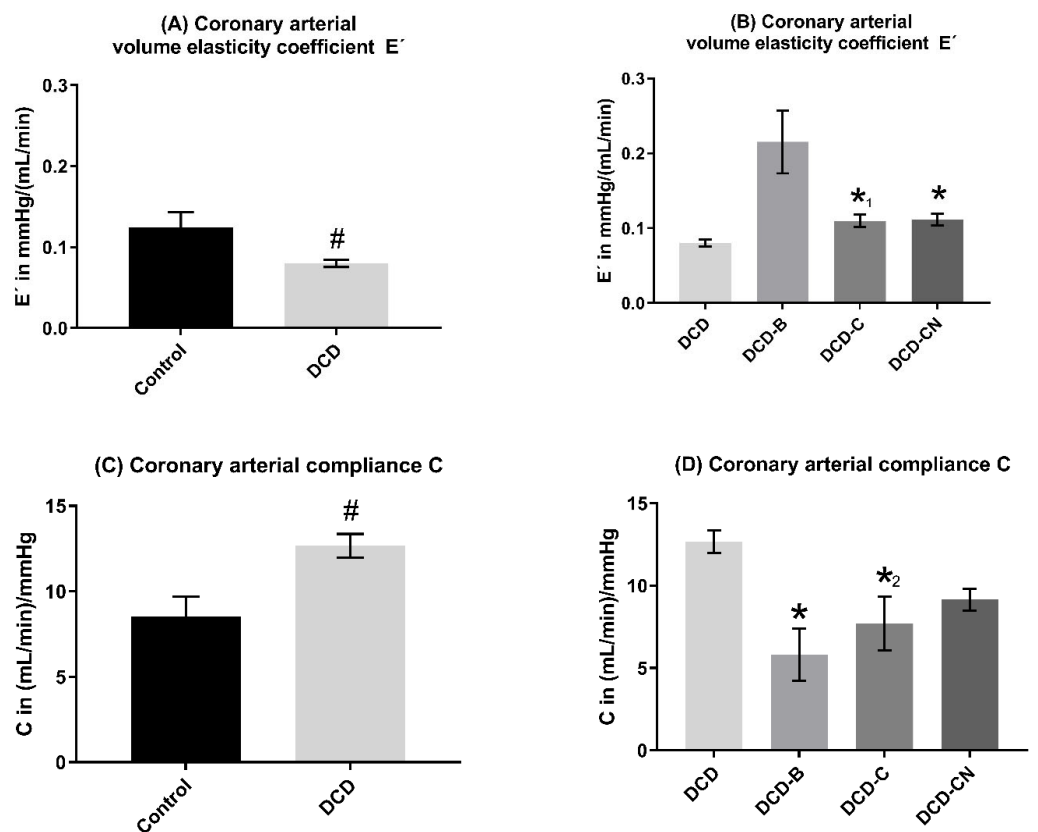 (A) Coronary arterial
volume elasticity coefficient E´
E´ in mmHg/(mL/min)
0.3
0.2
0.1
0.0
#
Control
DCD
(B) Coronary arterial
volume elasticity coefficient E´
E´ in mmHg/(mL/min)
0.3
0.2
0.1
0.0
*1
*
DCD
DCD-B
DCD-C
DCD-CN
(C) Coronary arterial compliance C
C in (mL/min)/mmHg
15
10
5
0
#
Control
DCD
(D) Coronary arterial compliance C
C in (mL/min)/mmHg
15
10
5
0
*
*2
DCD
DCD-B
DCD-C
DCD-CN